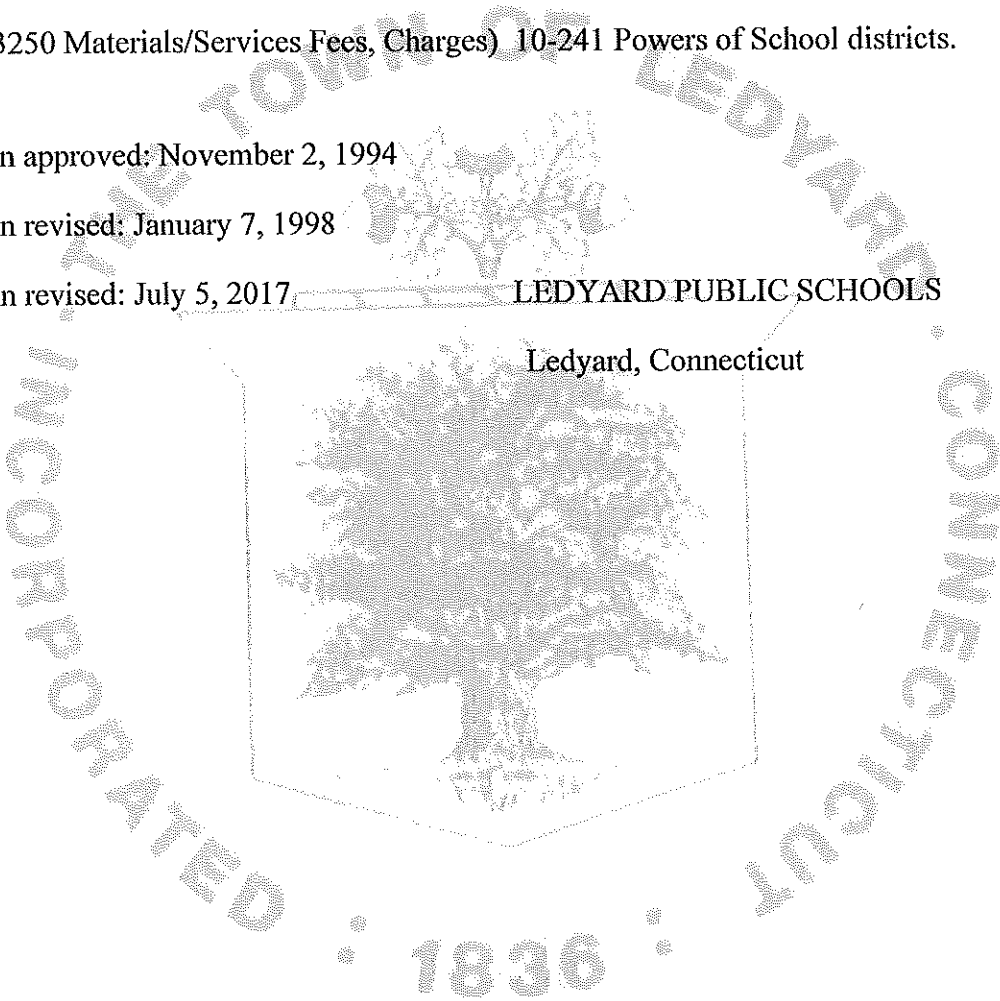 3250 Materials/Services Fees, Charges) 10-241 Powers of School districts.
n approved: November 2, 1994
n revised: January 7, 1998
n revised: July 5, 2017
LEDYARD PUBLIC SCHOOLS
Ledyard, Connecticut
THE TOWN OF LEDYARD · CONNECTICUT
INCORPORATED · 1836 ·